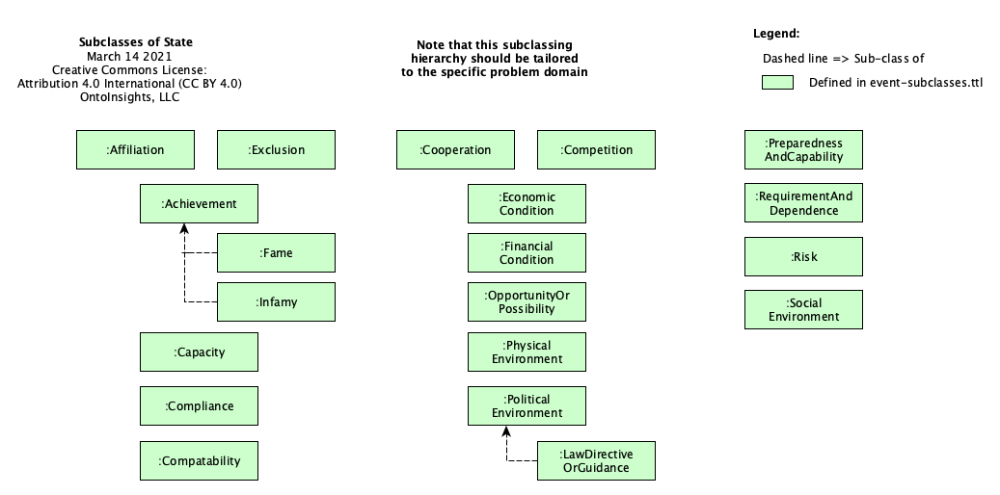 Subclasses of State
March 14 2021
Creative Commons License:
Attribution 4.0 International (CC BY 4.0)
OntoInsights, LLC
Note that this subclassing
hierarchy should be tailored
to the specific problem domain
Legend:
Dashed line => Sub-class of
Defined in event-subclasses.ttl
:Affiliation
:Exclusion
:Achievement
:Fame
:Infamy
:Capacity
:Compliance
:Compatability
:Cooperation
:Competition
:Economic
Condition
:Financial
Condition
:OpportunityOr
Possibility
:Physical
Environment
:Political
Environment
:LawDirective
OrGuidance
:Preparedness
AndCapability
:RequirementAnd
Dependence
:Risk
:Social
Environment